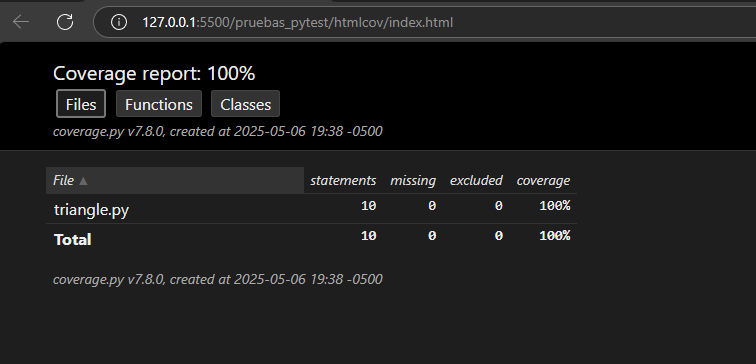 127.0.0.1:5500/pruebas_pytest/htmlcov/index.html
Coverage report: 100%
Files Functions Classes
coverage.py v7.8.0, created at 2025-05-06 19:38 -0500
File ▲ statements missing excluded coverage
triangle.py 10 0 0 100%
Total 10 0 0 100%
coverage.py v7.8.0, created at 2025-05-06 19:38 -0500